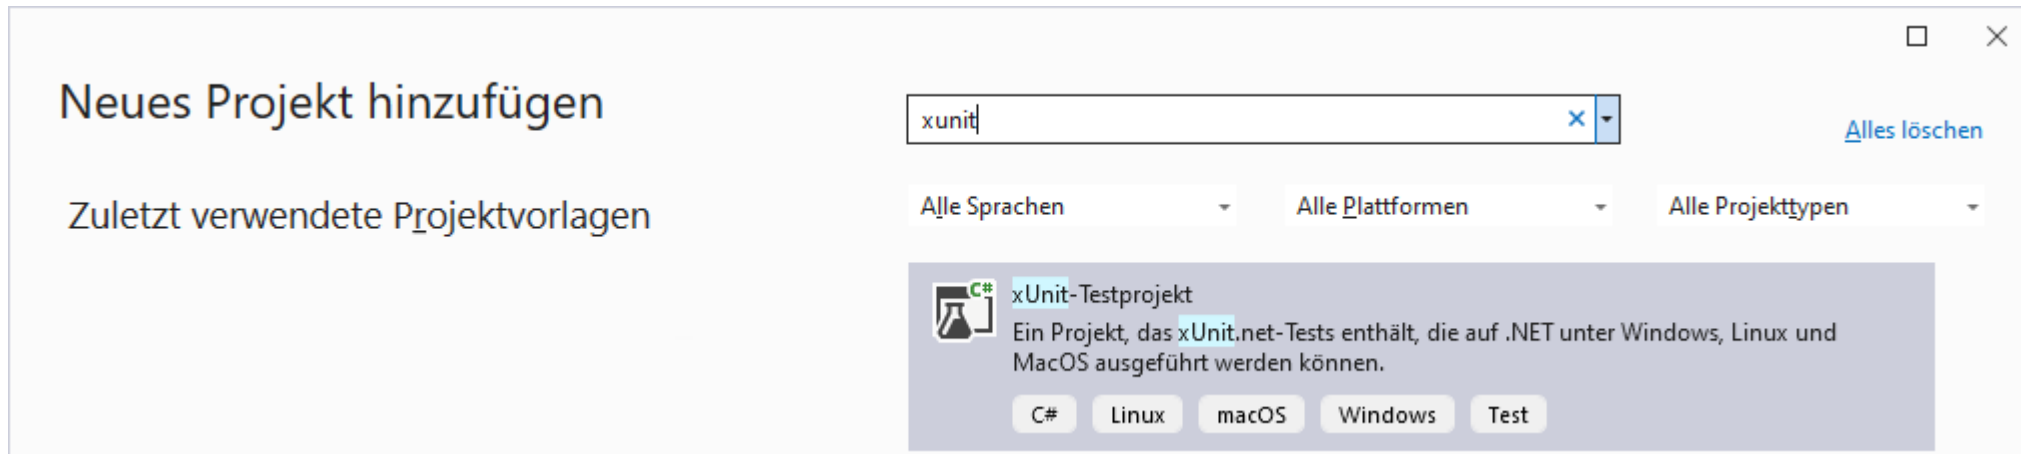 Neues Projekt hinzufügen
xunit
Alles löschen
Zuletzt verwendete Projektvorlagen
Alle Sprachen
Alle Plattformen
Alle Projekttypen
C#
xUnit-Testprojekt
Ein Projekt, das xUnit.net-Tests enthält, die auf .NET unter Windows, Linux und
MacOS ausgeführt werden können.
C# Linux macOS Windows Test